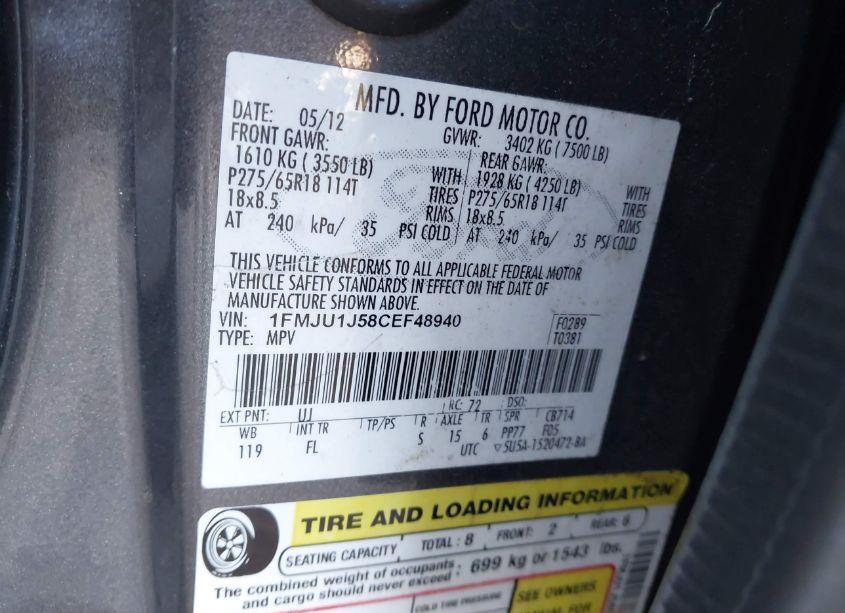 MFD. BY FORD MOTOR CO.
DATE: 05/12 GVWR: 3402 KG ( 7500 LB)
FRONT GAWR: REAR GAWR:
1610 KG ( 3550 LB) WITH 1928 KG ( 4250 LB) WITH
P275/65R18 114T TIRES P275/65R18 114T TIRES
18x8.5 RIMS 18x8.5 RIMS
AT 240 kPa/ 35 PSI COLD AT 240 kPa/ 35 PSI COLD
THIS VEHICLE CONFORMS TO ALL APPLICABLE FEDERAL MOTOR
VEHICLE SAFETY STANDARDS IN EFFECT ON THE DATE OF
MANUFACTURE SHOWN ABOVE.
VIN: 1FMJU1J58CEF48940 F0289
TYPE: MPV T0381
EXT PNT: UJ RC: 72 DSO:
WB INT TR TP/PS R AXLE TR SPR CB714
119 FL S 15 6 PP77 F05
UTC ▽5U5A-1520472-BA
TIRE AND LOADING INFORMATION
SEATING CAPACITY TOTAL : 8 FRONT: 2 REAR: 6
The combined weight of occupants : 699 kg or 1543 lbs.
and cargo should never exceed
COLD TIRE PRESSURE SEE OWNERS
MANUAL FOR